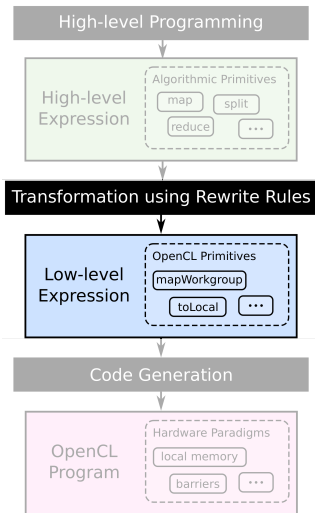 High-level Programming
High-level
Expression
Algorithmic Primitives
map
split
reduce
...
Transformation using Rewrite Rules
Low-level
Expression
OpenCL Primitives
mapWorkgroup
toLocal
...
Code Generation
OpenCL
Program
Hardware Paradigms
local memory
barriers
...